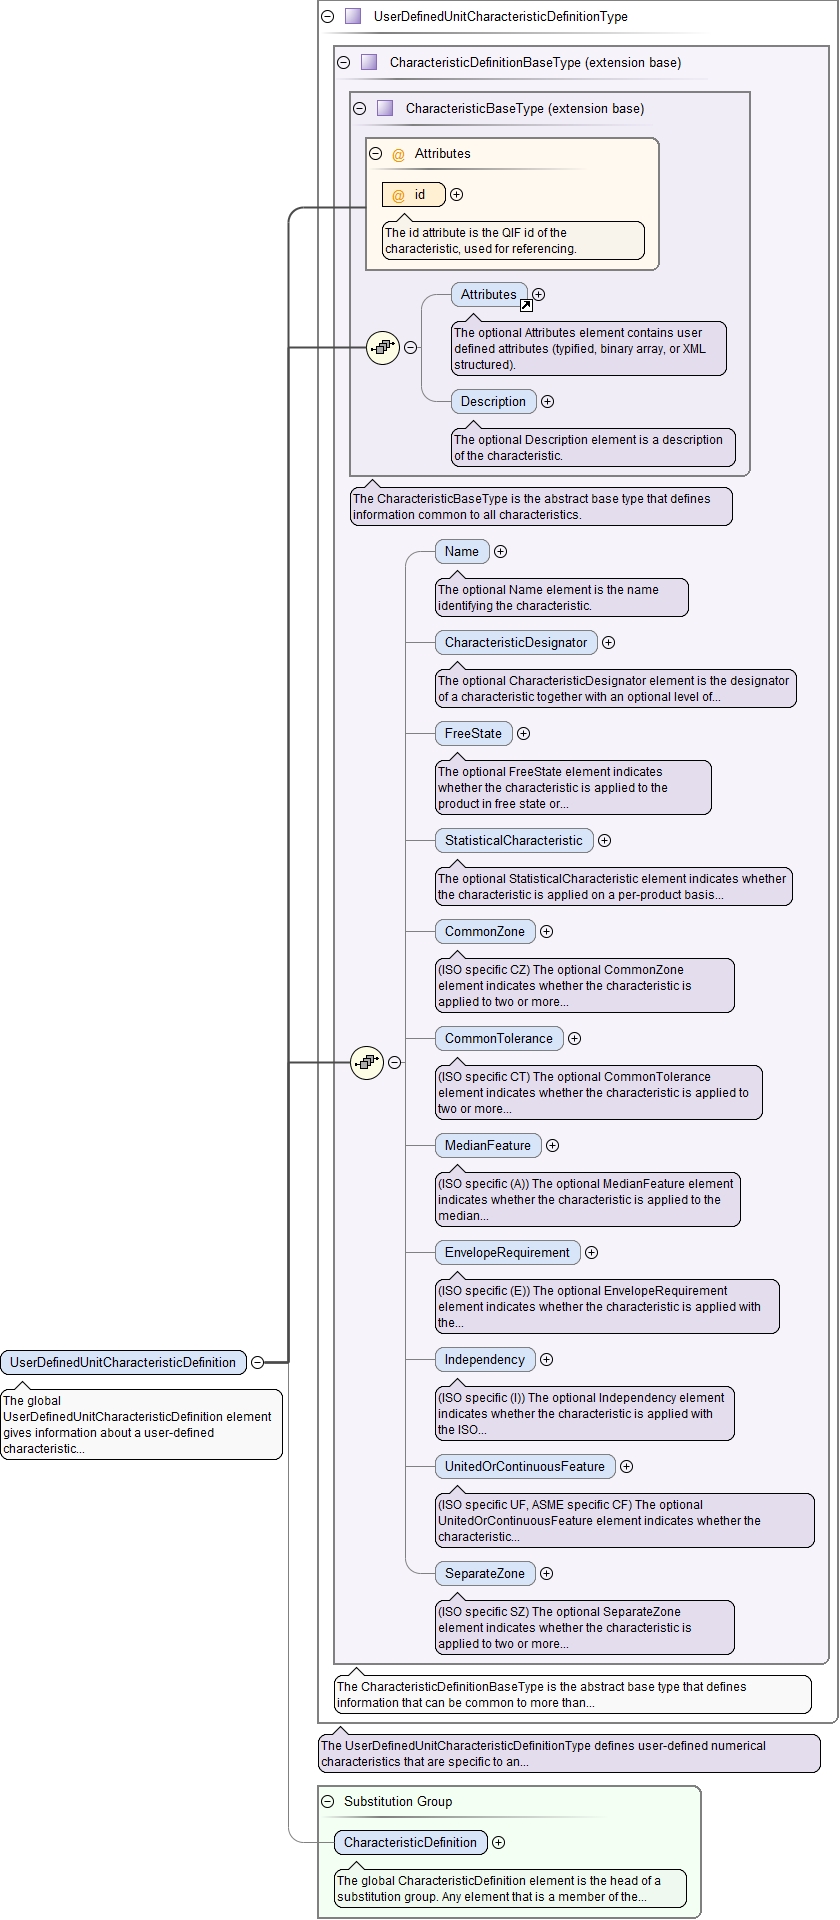 UserDefinedUnitCharacteristicDefinitionType
CharacteristicDefinitionBaseType (extension base)
CharacteristicBaseType (extension base)
@ Attributes
@ id
The id attribute is the QIF id of the
characteristic, used for referencing.
Attributes
The optional Attributes element contains user
defined attributes (typified, binary array, or XML
structured).
Description
The optional Description element is a description
of the characteristic.
The CharacteristicBaseType is the abstract base type that defines
information common to all characteristics.
Name
The optional Name element is the name
identifying the characteristic.
CharacteristicDesignator
The optional CharacteristicDesignator element is the designator
of a characteristic together with an optional level of...
FreeState
The optional FreeState element indicates
whether the characteristic is applied to the
product in free state or...
StatisticalCharacteristic
The optional StatisticalCharacteristic element indicates whether
the characteristic is applied on a per-product basis...
CommonZone
(ISO specific CZ) The optional CommonZone
element indicates whether the characteristic is
applied to two or more...
CommonTolerance
(ISO specific CT) The optional CommonTolerance
element indicates whether the characteristic is applied to
two or more...
MedianFeature
(ISO specific (A)) The optional MedianFeature element
indicates whether the characteristic is applied to the
median...
EnvelopeRequirement
(ISO specific (E)) The optional EnvelopeRequirement
element indicates whether the characteristic is applied with
the...
Independency
(ISO specific (I)) The optional Independency element
indicates whether the characteristic is applied with
the ISO...
UnitedOrContinuousFeature
(ISO specific UF, ASME specific CF) The optional
UnitedOrContinuousFeature element indicates whether the
characteristic...
SeparateZone
(ISO specific SZ) The optional SeparateZone
element indicates whether the characteristic is
applied to two or more...
The CharacteristicDefinitionBaseType is the abstract base type that defines
information that can be common to more than...
The UserDefinedUnitCharacteristicDefinitionType defines user-defined numerical
characteristics that are specific to an...
UserDefinedUnitCharacteristicDefinition
The global
UserDefinedUnitCharacteristicDefinition element
gives information about a user-defined
characteristic...
Substitution Group
CharacteristicDefinition
The global CharacteristicDefinition element is the head of a
substitution group. Any element that is a member of the...